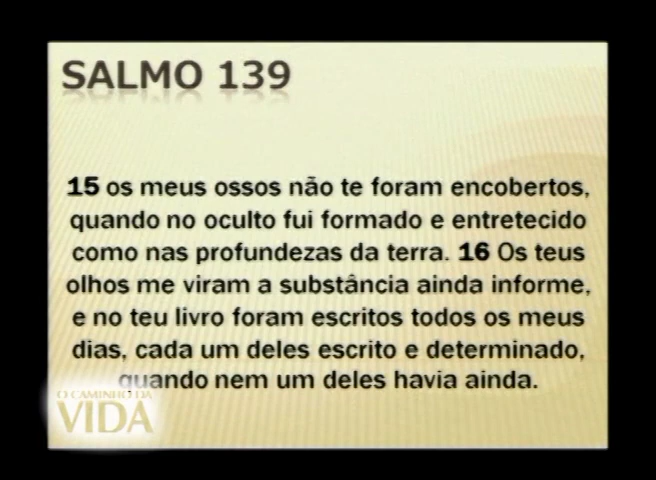 SALMO 139
15 os meus ossos não te foram encobertos,
quando no oculto fui formado e entretecido
como nas profundezas da terra. 16 Os teus
olhos me viram a substância ainda informe,
e no teu livro foram escritos todos os meus
dias, cada um deles escrito e determinado,
quando nem um deles havia ainda.
O CAMINHO DA
VIDA